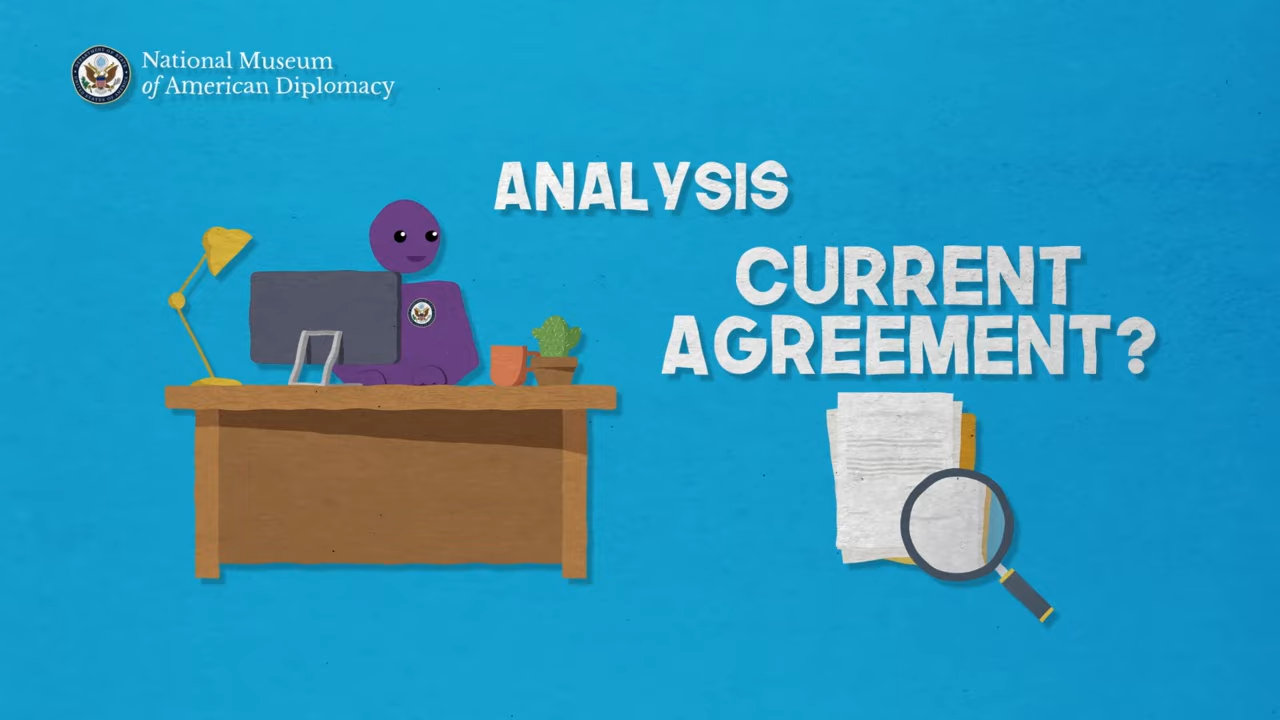 National Museum
of American Diplomacy
ANALYSIS
CURRENT
AGREEMENT?